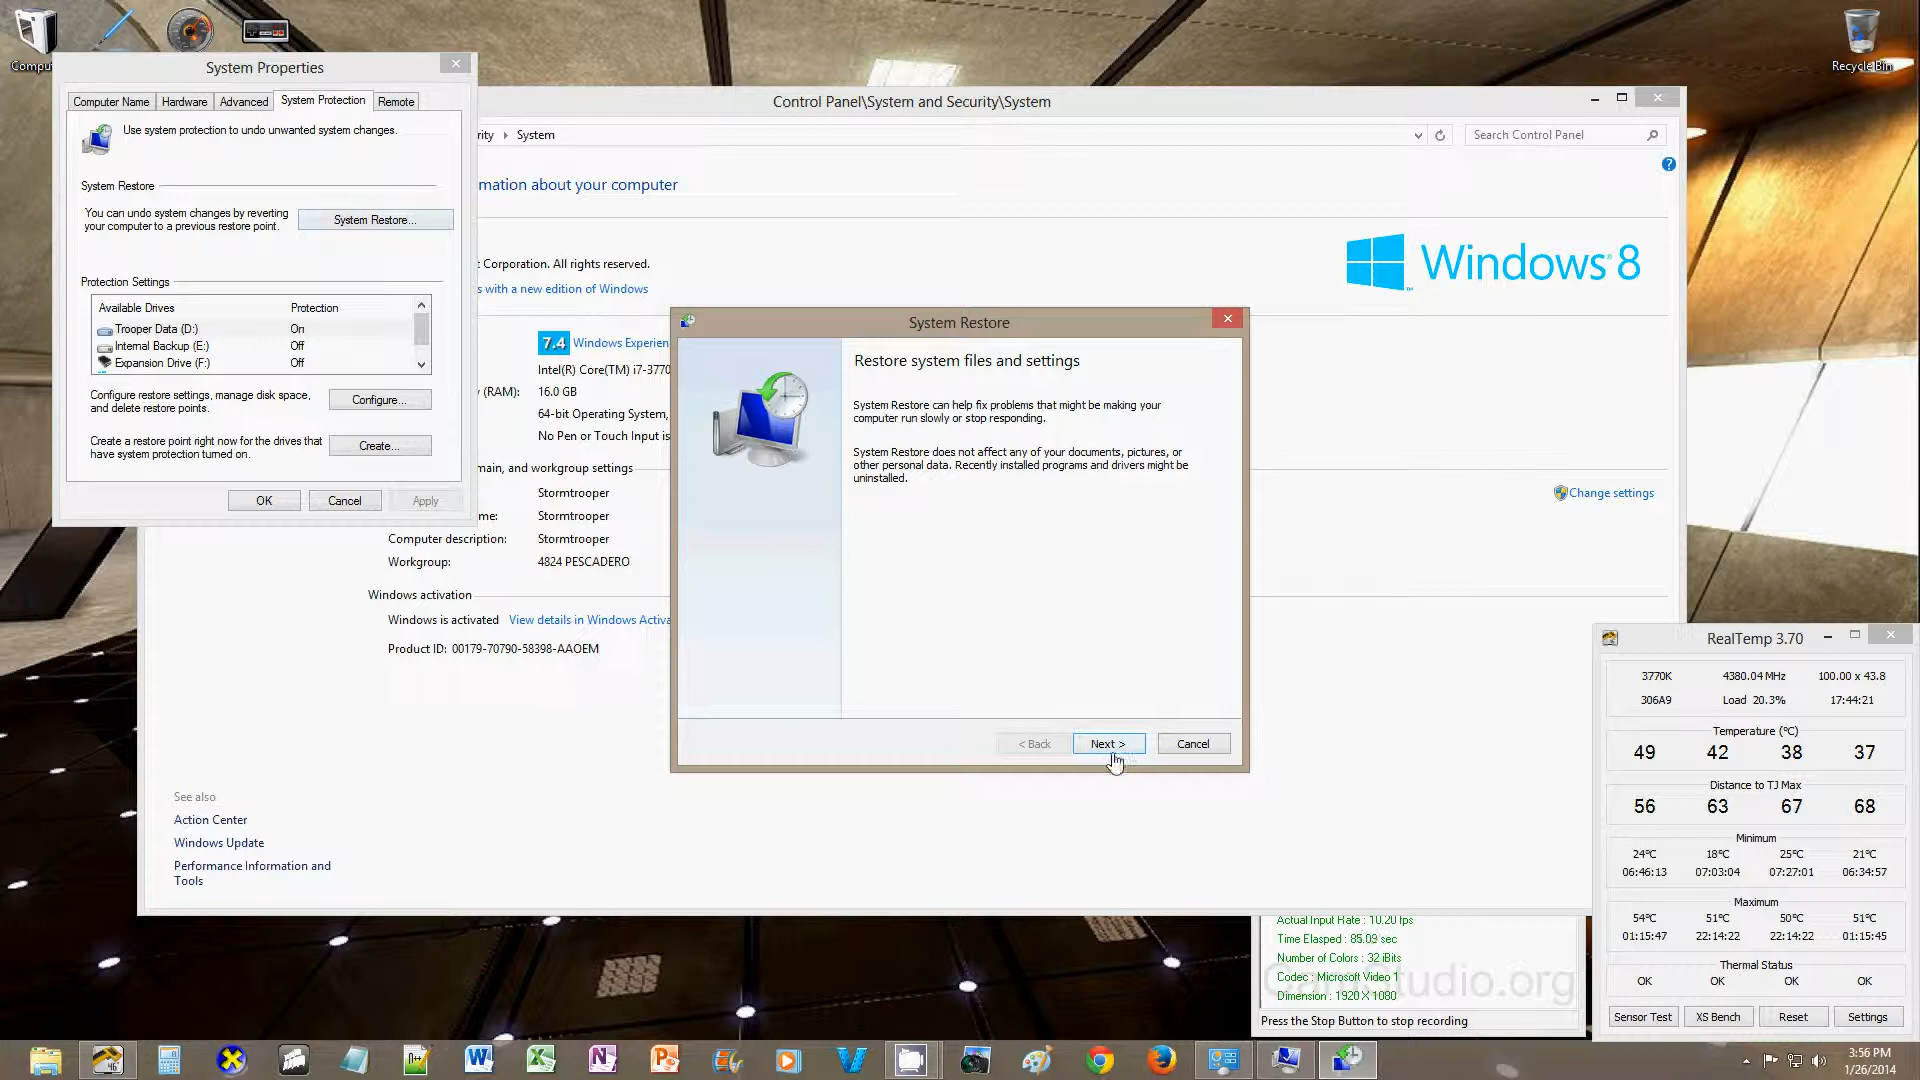 Recycle Bin
System Properties
Computer Name
Hardware
Advanced
System Protection
Remote
Use system protection to undo unwanted system changes.
System Restore
You can undo system changes by reverting
your computer to a previous restore point.
System Restore...
Protection Settings
Available Drives
Protection
Trooper Data (D:)
On
Internal Backup (E:)
Off
Expansion Drive (F:)
Off
Configure restore settings, manage disk space,
and delete restore points.
Configure...
Create a restore point right now for the drives that
have system protection turned on.
Create...
OK
Cancel
Apply
Control Panel\System and Security\System
System
Search Control Panel
about your computer
Corporation. All rights reserved.
with a new edition of Windows
Windows 8
7.4
Windows
Intel(R) Core(TM)
(RAM):
16.0 GB
64-bit Operating System,
No Pen or Touch Input is
and workgroup settings
Stormtrooper
Stormtrooper
Computer description:
Stormtrooper
Workgroup:
4824 PESCADERO
Change settings
Windows activation
Windows is activated
View details in Windows
Product ID: 00179-70790-58398-AAOEM
See also
Action Center
Windows Update
Performance Information and
Tools
System Restore
Restore system files and settings
System Restore can help fix problems that might be making your
computer run slowly or stop responding.
System Restore does not affect any of your documents, pictures, or
other personal data. Recently installed programs and drivers might be
uninstalled.
< Back
Next >
Cancel
RealTemp 3.70
3770K
4380.04 MHz
100.00 x 43.8
306A9
Load 20.3%
17:44:21
Temperature (°C)
49 42 38 37
Distance to TJ Max
56 63 67 68
Minimum
24°C 18°C 25°C 21°C
06:46:13 07:03:04 07:27:01 06:34:57
Maximum
54°C 51°C 50°C 51°C
01:15:47 22:14:22 22:14:22 01:15:45
Thermal Status
OK OK OK OK
Sensor Test
XS Bench
Reset
Settings
Actual Input Rate : 10.20 fps
Time Elasped : 85.09 sec
Number of Colors : 32 iBits
Codec : Microsoft Video 1
Dimension : 1920 X 1080
CamStudio.org
Press the Stop Button to stop recording
3:56 PM
1/26/2014